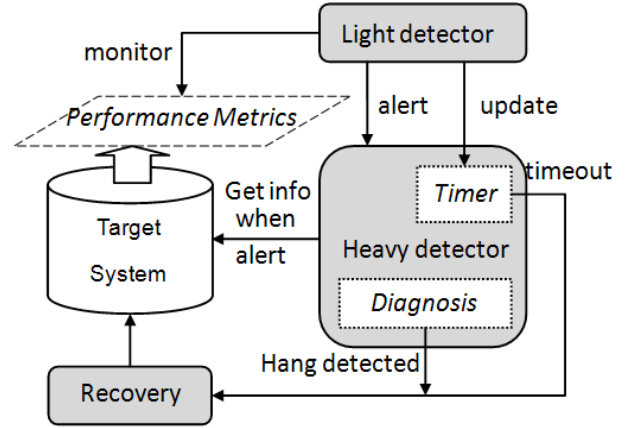 Light detector
monitor
Performance Metrics
alert
update
timeout
Get info
when
alert
Timer
Target
System
Heavy detector
Diagnosis
Hang detected
Recovery